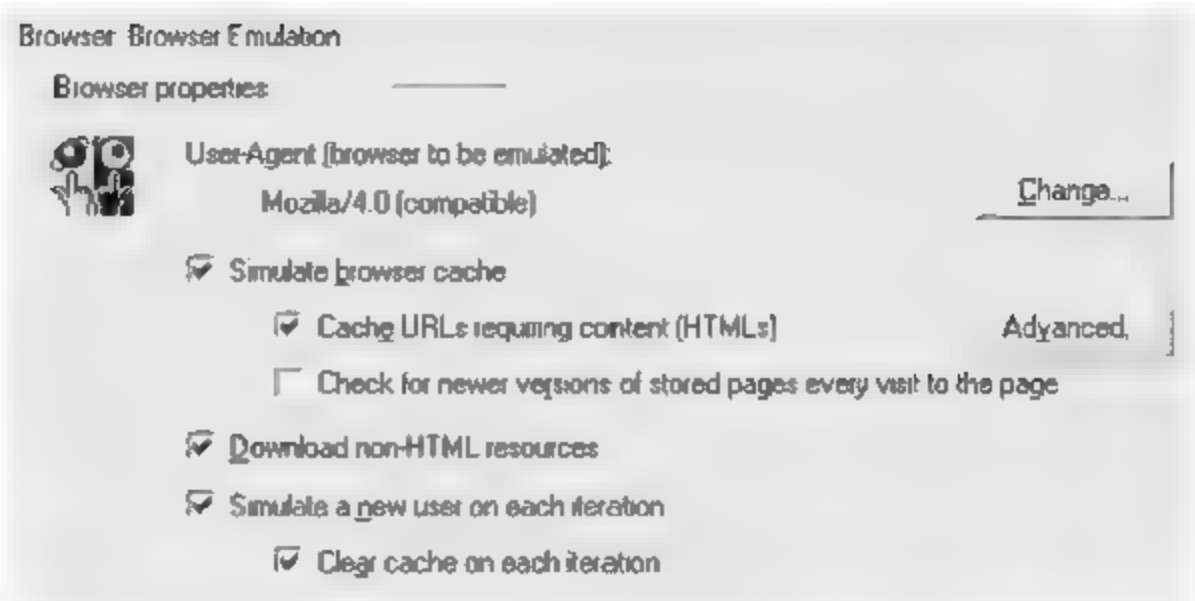 Browser Browser Emulation
Browser properties
User-Agent (browser to be emulated):
Mozilla/4.0 (compatible)
Change...
Simulate browser cache
Cache URLs requiring content (HTMLs)
Advanced.
Check for newer versions of stored pages every visit to the page
Download non-HTML resources
Simulate a new user on each iteration
Clear cache on each iteration